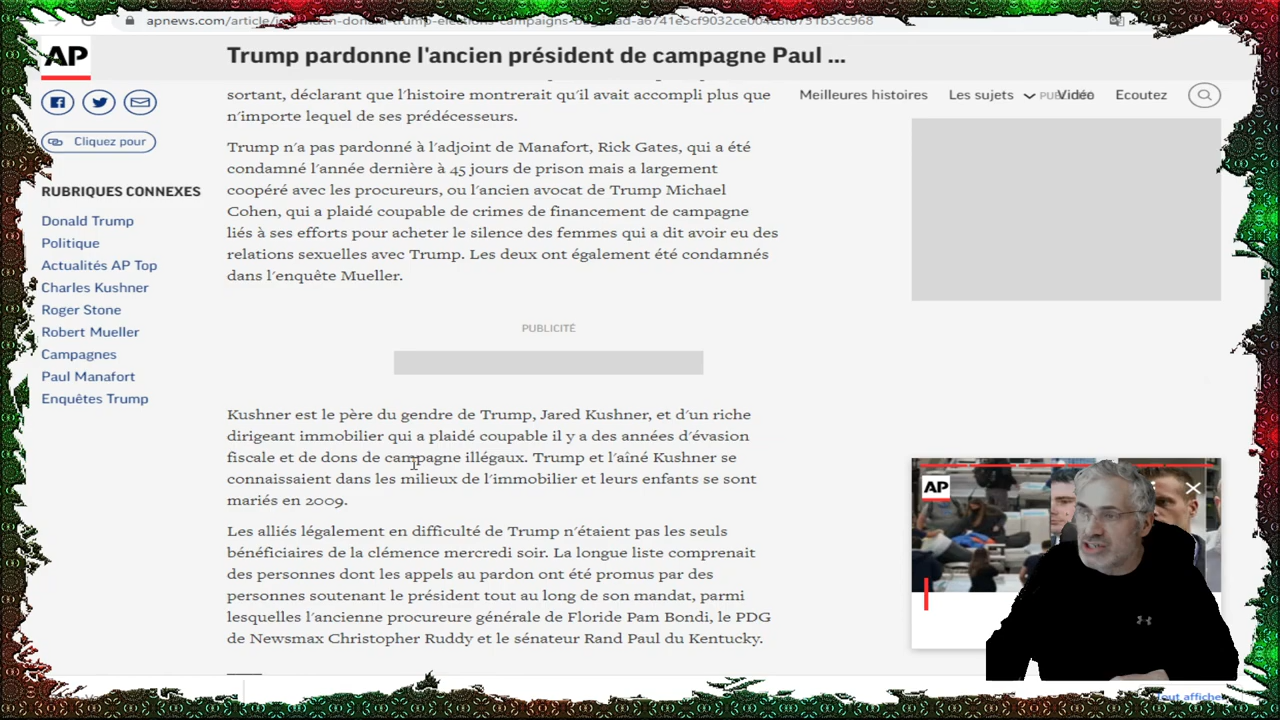 AP
Trump pardonne l'ancien président de campagne Paul ...
Meilleures histoires
Les sujets
Vidéo
Ecoutez
Cliquez pour
RUBRIQUES CONNEXES
Donald Trump
Politique
Actualités AP Top
Charles Kushner
Roger Stone
Robert Mueller
Campagnes
Paul Manafort
Enquêtes Trump
sortant, déclarant que l'histoire montrerait qu'il avait accompli plus que
n'importe lequel de ses prédécesseurs.
Trump n'a pas pardonné à l'adjoint de Manafort, Rick Gates, qui a été
condamné l'année dernière à 45 jours de prison mais a largement
coopéré avec les procureurs, ou l'ancien avocat de Trump Michael
Cohen, qui a plaidé coupable de crimes de financement de campagne
liés à ses efforts pour acheter le silence des femmes qui a dit avoir eu des
relations sexuelles avec Trump. Les deux ont également été condamnés
dans l'enquête Mueller.
PUBLICITÉ
Kushner est le père du gendre de Trump, Jared Kushner, et d'un riche
dirigeant immobilier qui a plaidé coupable il y a des années d'évasion
fiscale et de dons de campagne illégaux. Trump et l'aîné Kushner se
connaissaient dans les milieux de l'immobilier et leurs enfants se sont
mariés en 2009.
Les alliés légalement en difficulté de Trump n'étaient pas les seuls
bénéficiaires de la clémence mercredi soir. La longue liste comprenait
des personnes dont les appels au pardon ont été promus par des
personnes soutenant le président tout au long de son mandat, parmi
lesquelles l'ancienne procureure générale de Floride Pam Bondi, le PDG
de Newsmax Christopher Ruddy et le sénateur Rand Paul du Kentucky.
AP